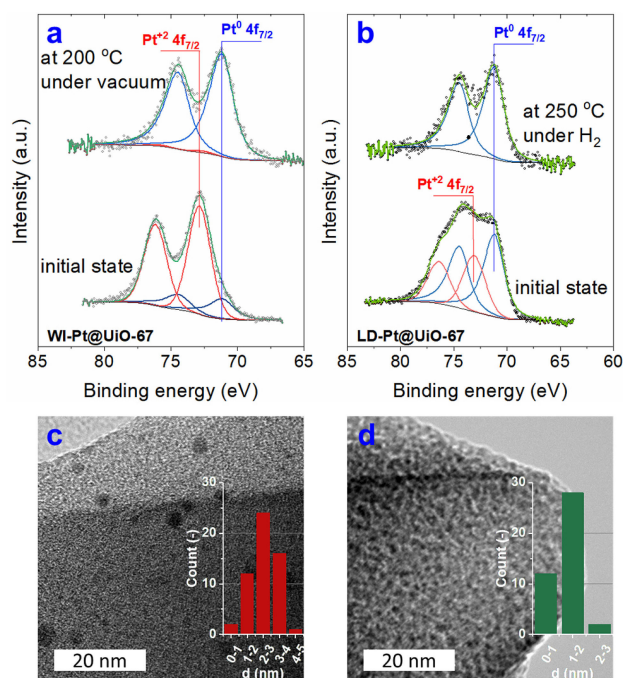 a
Pt+2 4f7/2
Pt0 4f7/2
at 200 oC
under vacuum
initial state
WI-Pt@UiO-67
Intensity (a.u.)
85 80 75 70 65
Binding energy (eV)
b
Pt0 4f7/2
at 250 °C
under H2
Pt+2 4f7/2
initial state
LD-Pt@UiO-67
Intensity (a.u.)
85 80 75 70 65 60
Binding energy (eV)
c
30
20
10
0
Count (-)
0-1
1-2
2-3
3-4
4-5
d (nm)
20 nm
d
30
20
10
0
Count (-)
0-1
1-2
2-3
d (nm)
20 nm